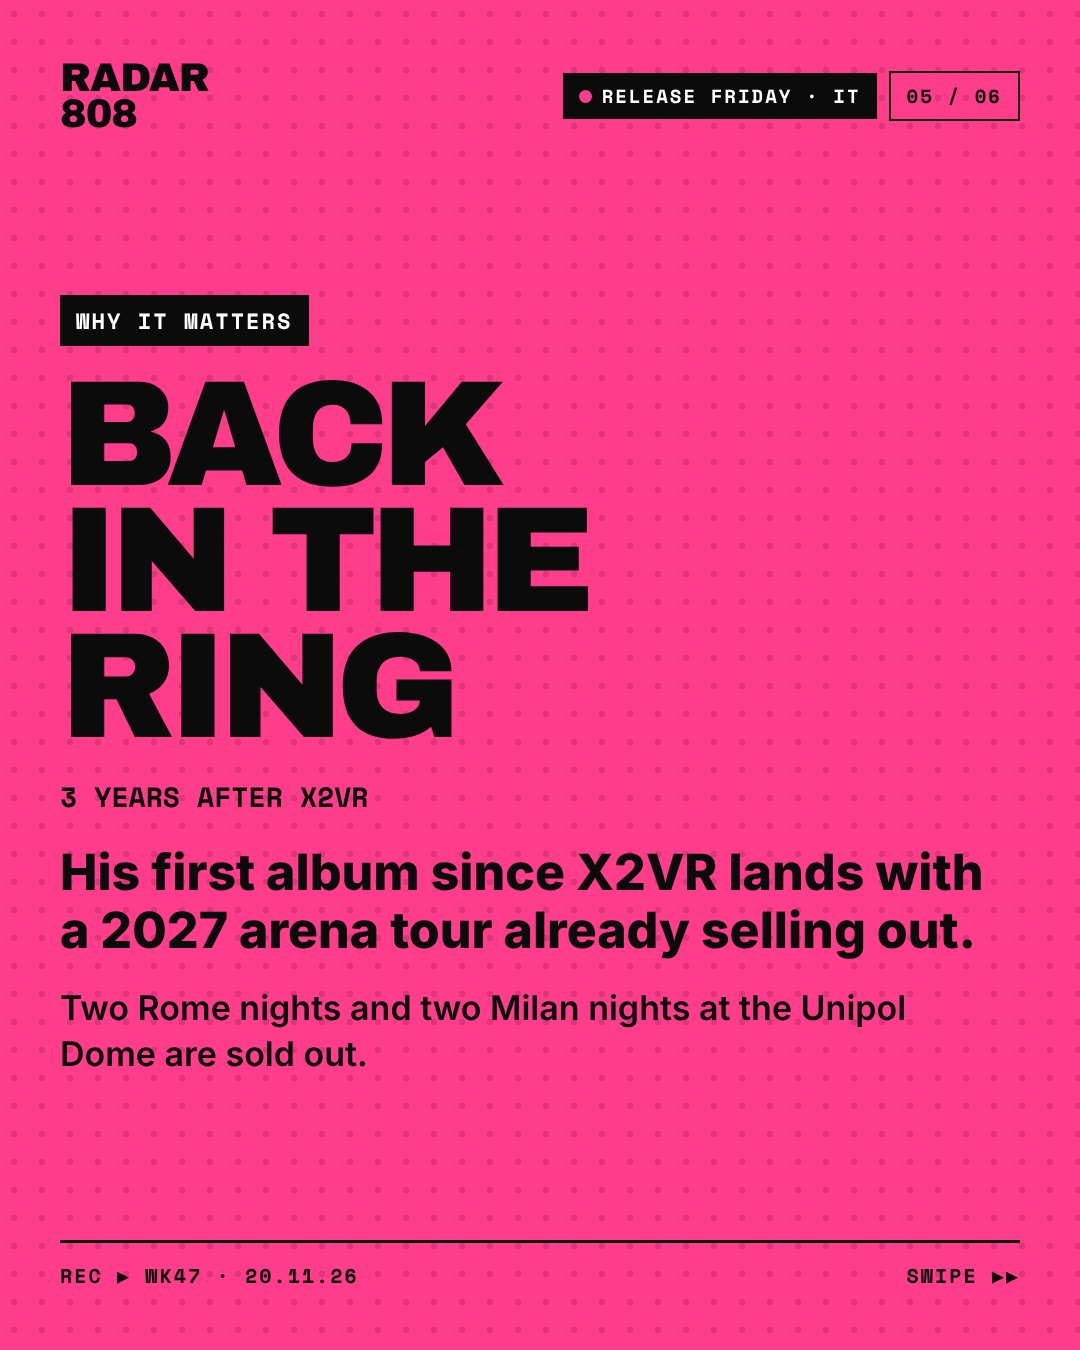 RADAR
808
RELEASE FRIDAY · IT
05 / 06
WHY IT MATTERS
BACK
IN THE
RING
3 YEARS AFTER X2VR
His first album since X2VR lands with
a 2027 arena tour already selling out.
Two Rome nights and two Milan nights at the Unipol
Dome are sold out.
REC ▶ WK47 · 20.11.26
SWIPE ▶▶